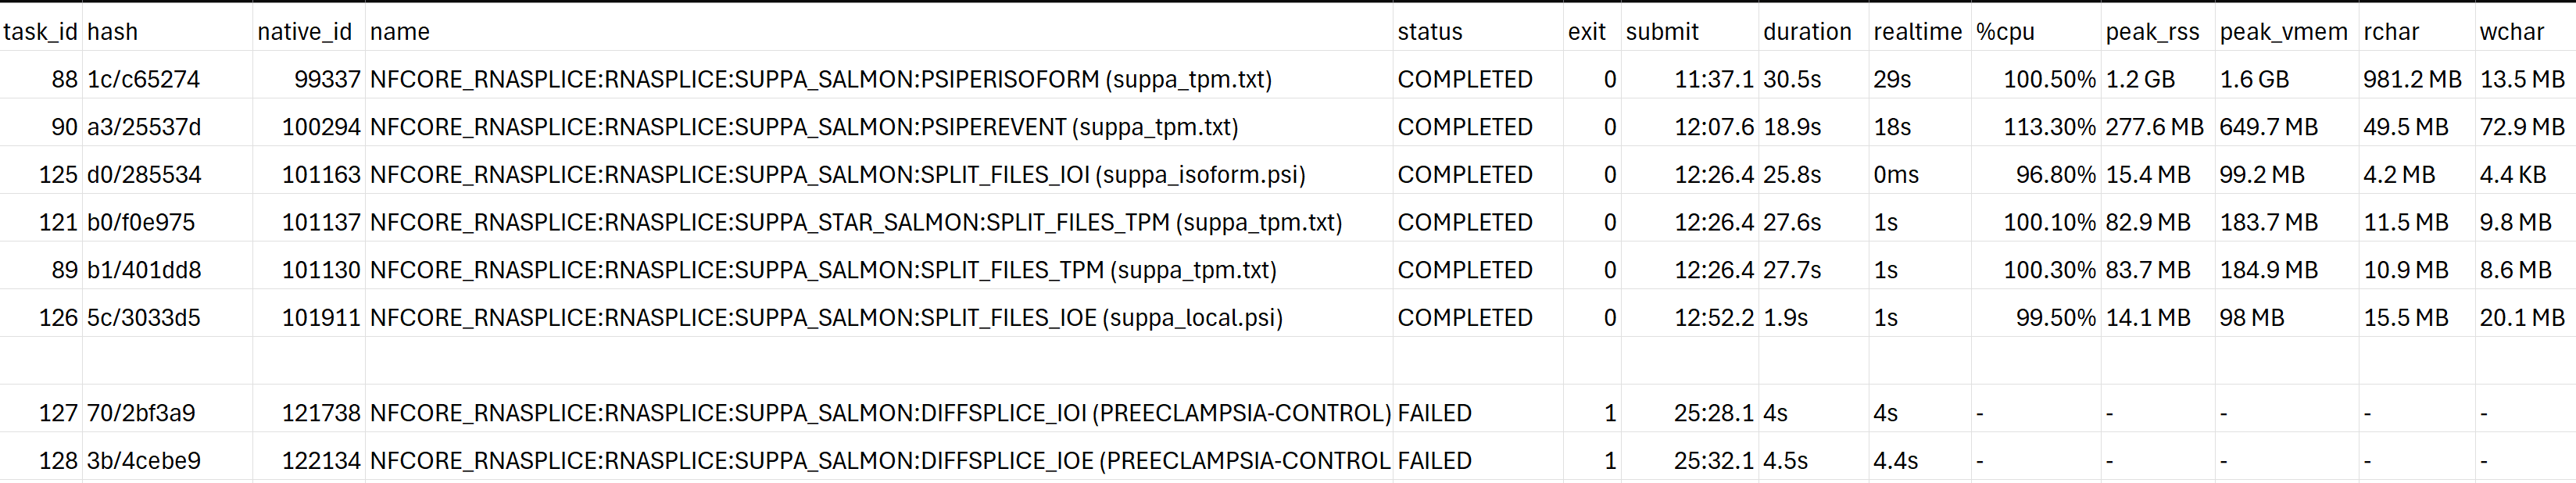 task_id hash native_id name status exit submit duration realtime %cpu peak_rss peak_vmem rchar wchar
88 1c/c65274 99337 NFCORE_RNASPLICE:RNASPLICE:SUPPA_SALMON:PSIPERISOFORM (suppa_tpm.txt) COMPLETED 0 11:37.1 30.5s 29s 100.50% 1.2 GB 1.6 GB 981.2 MB 13.5 MB
90 a3/25537d 100294 NFCORE_RNASPLICE:RNASPLICE:SUPPA_SALMON:PSIPEREVENT (suppa_tpm.txt) COMPLETED 0 12:07.6 18.9s 18s 113.30% 277.6 MB 649.7 MB 49.5 MB 72.9 MB
125 d0/285534 101163 NFCORE_RNASPLICE:RNASPLICE:SUPPA_SALMON:SPLIT_FILES_IOI (suppa_isoform.psi) COMPLETED 0 12:26.4 25.8s 0ms 96.80% 15.4 MB 99.2 MB 4.2 MB 4.4 KB
121 b0/f0e975 101137 NFCORE_RNASPLICE:RNASPLICE:SUPPA_STAR_SALMON:SPLIT_FILES_TPM (suppa_tpm.txt) COMPLETED 0 12:26.4 27.6s 1s 100.10% 82.9 MB 183.7 MB 11.5 MB 9.8 MB
89 b1/401dd8 101130 NFCORE_RNASPLICE:RNASPLICE:SUPPA_SALMON:SPLIT_FILES_TPM (suppa_tpm.txt) COMPLETED 0 12:26.4 27.7s 1s 100.30% 83.7 MB 184.9 MB 10.9 MB 8.6 MB
126 5c/3033d5 101911 NFCORE_RNASPLICE:RNASPLICE:SUPPA_SALMON:SPLIT_FILES_IOE (suppa_local.psi) COMPLETED 0 12:52.2 1.9s 1s 99.50% 14.1 MB 98 MB 15.5 MB 20.1 MB
127 70/2bf3a9 121738 NFCORE_RNASPLICE:RNASPLICE:SUPPA_SALMON:DIFFSPLICE_IOI (PREECLAMPSIA-CONTROL) FAILED 1 25:28.1 4s 4s - - - - -
128 3b/4cebe9 122134 NFCORE_RNASPLICE:RNASPLICE:SUPPA_SALMON:DIFFSPLICE_IOE (PREECLAMPSIA-CONTROL FAILED 1 25:32.1 4.5s 4.4s - - - - -